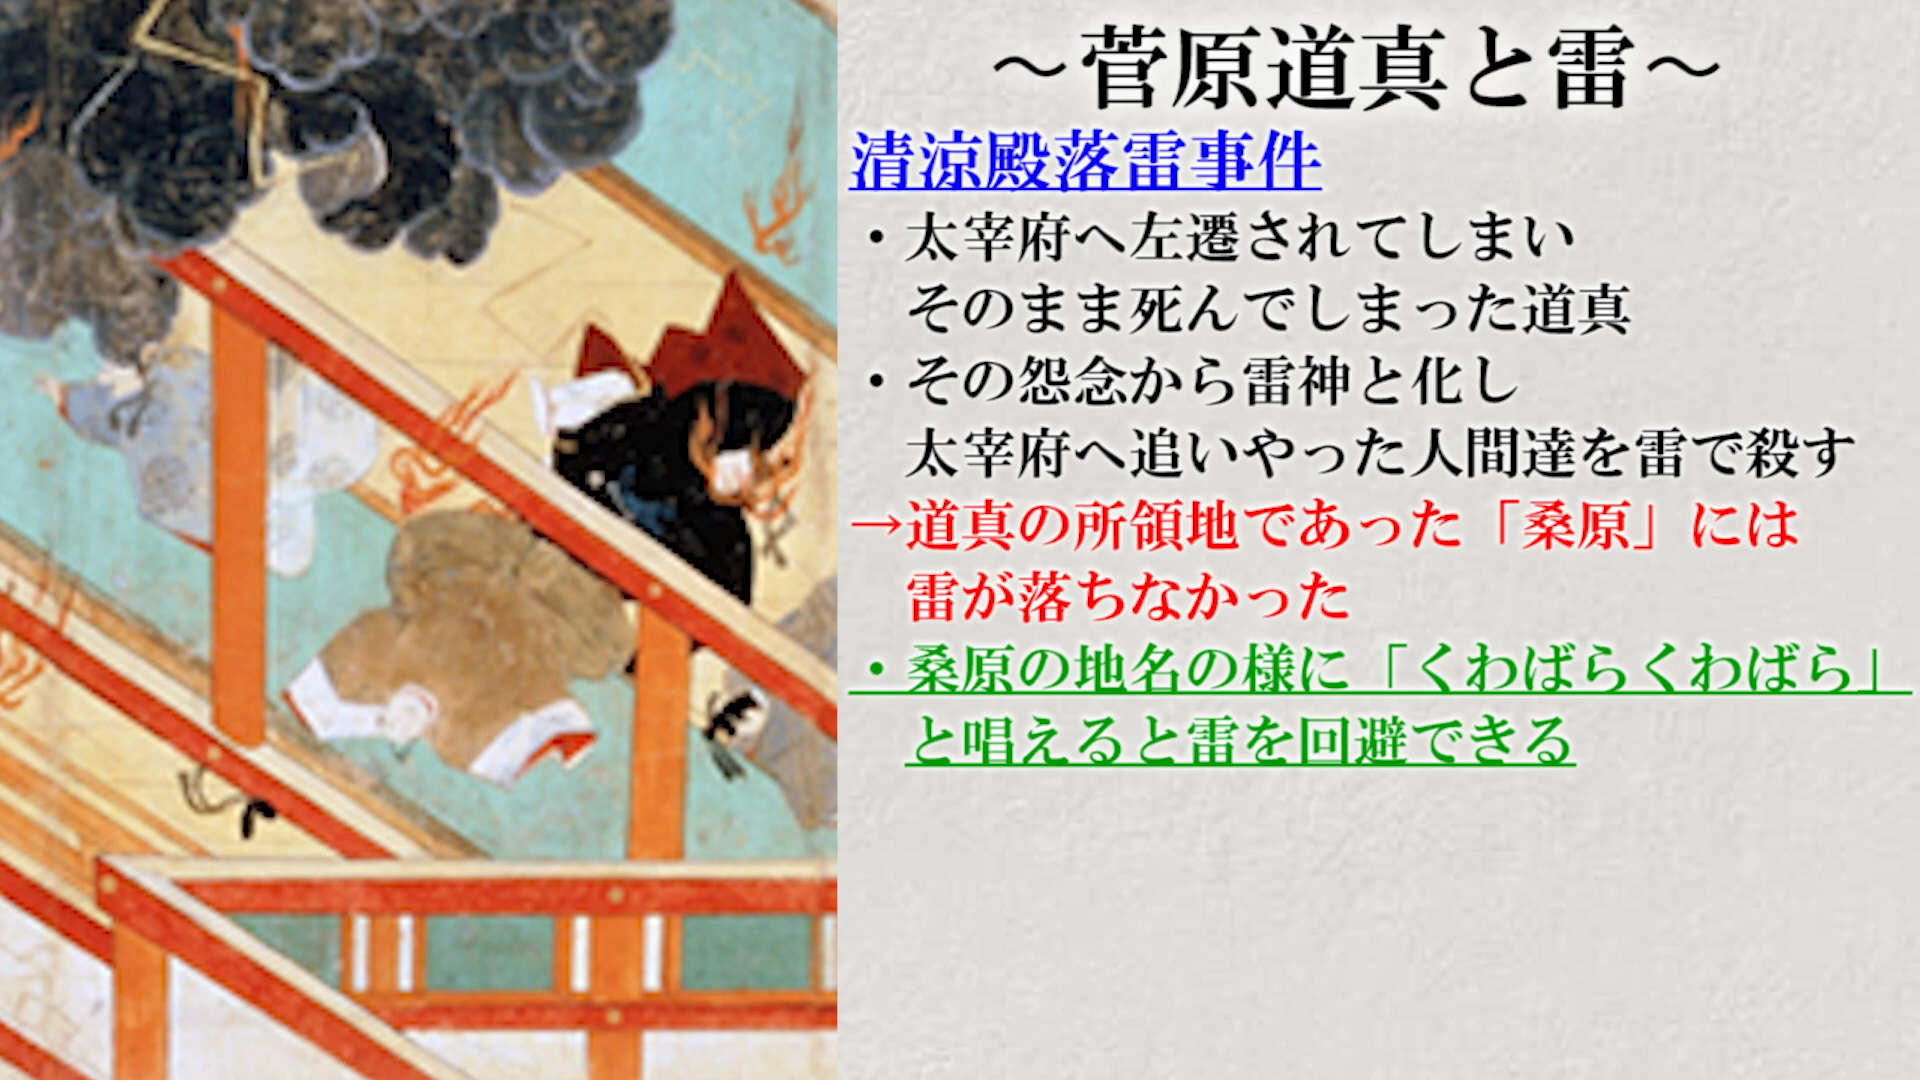 ～菅原道真と雷～
清涼殿落雷事件
・太宰府へ左遷されてしまい
そのまま死んでしまった道真
・その怨念から雷神と化し
太宰府へ追いやった人間達を雷で殺す
→道真の所領地であった「桑原」には
雷が落ちなかった
・桑原の地名の様に「くわばらくわばら」
と唱えると雷を回避できる